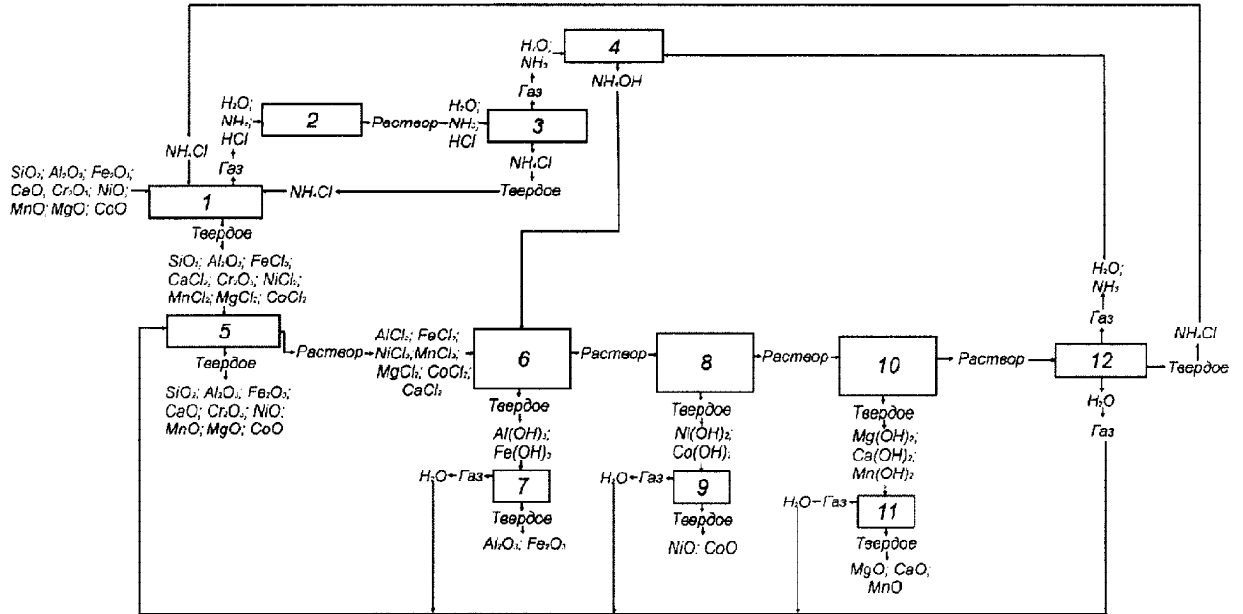 H₂O;
NH₃
4
NH₄OH
H₂O;
NH₃;
HCl
2
Раствор
H₂O;
NH₃;
HCl
Газ
3
NH₄Cl
Газ
NH₄Cl
Твердое
SiO₂; Al₂O₃; Fe₂O₃;
CaO; Cr₂O₃; NiO;
MnO; MgO; CoO
1
NH₄Cl
Твердое
SiO₂; Al₂O₃; FeCl₃;
CaCl₂; Cr₂O₃; NiCl₂;
MnCl₂; MgCl₂; CoCl₂
H₂O;
NH₃
Газ
NH₄Cl
5
Раствор
AlCl₃; FeCl₃;
NiCl₂, MnCl₂;
MgCl₂; CoCl₂;
CaCl₂
6
Раствор
8
Раствор
10
Раствор
12
Твердое
Твердое
SiO₂; Al₂O₃; Fe₂O₃;
CaO; Cr₂O₃; NiO;
MnO; MgO; CoO
Твердое
Al(OH)₃;
Fe(OH)₃
Твердое
Ni(OH)₂;
Co(OH)₂
Твердое
Mg(OH)₂;
Ca(OH)₂;
Mn(OH)₂
H₂O
Газ
H₂O
Газ
7
Твердое
Al₂O₃; Fe₂O₃
H₂O
Газ
9
Твердое
NiO; CoO
H₂O
Газ
11
Твердое
MgO; CaO;
MnO